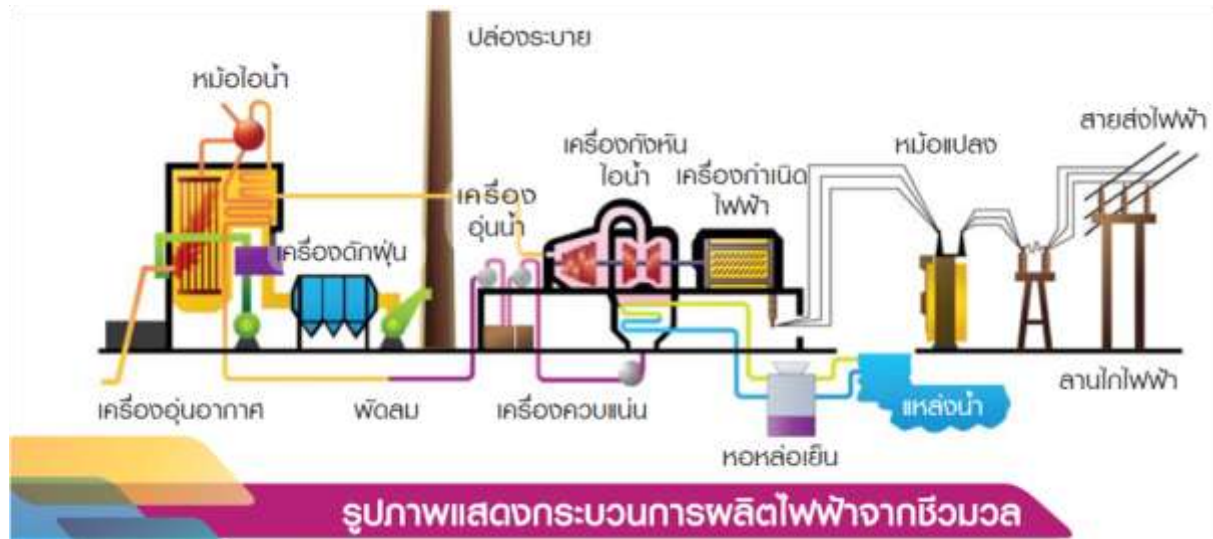 ปล่องระบาย
หม้อไอน้ำ
สายส่งไฟฟ้า
เครื่องกังหัน
ไอน้ำ
เครื่องกำเนิด
ไฟฟ้า
หม้อแปลง
เครื่อง
อุ่นน้ำ
เครื่องดักฝุ่น
เครื่องอุ่นอากาศ
พัดลม
เครื่องควบแน่น
หอหล่อเย็น
แหล่งน้ำ
ลานไกไฟฟ้า
รูปภาพแสดงกระบวนการผลิตไฟฟ้าจากชีวมวล